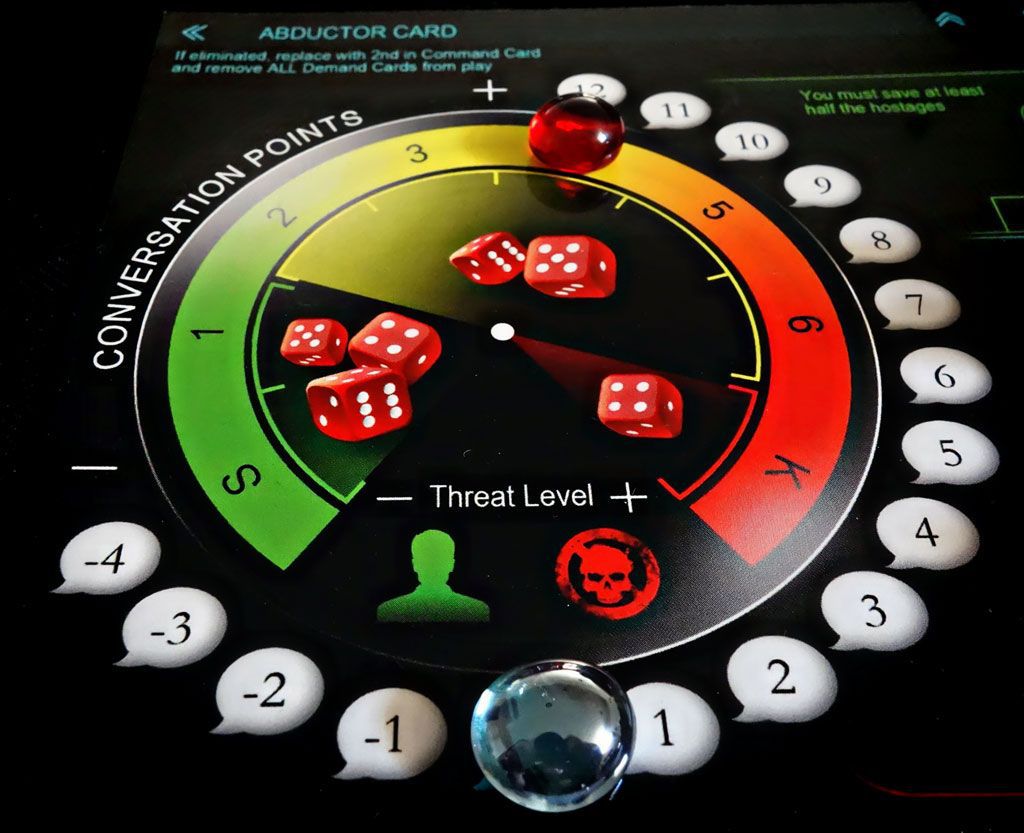 ABDUCTOR CARD
If eliminated, replace with 2nd in Command Card
and remove ALL Demand Cards from play
You must save at least
half the hostages
CONVERSATION POINTS
+
12
11
10
9
8
7
6
5
4
3
2
1
-1
-2
-3
-4
—
S
1
2
3
5
6
K
— Threat Level +